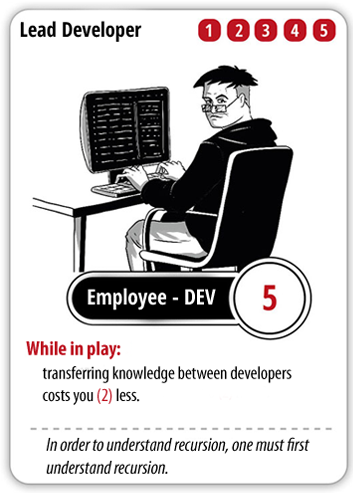 Lead Developer 1 2 3 4 5
Employee - DEV 5
While in play:
transferring knowledge between developers
costs you (2) less.
In order to understand recursion, one must first
understand recursion.